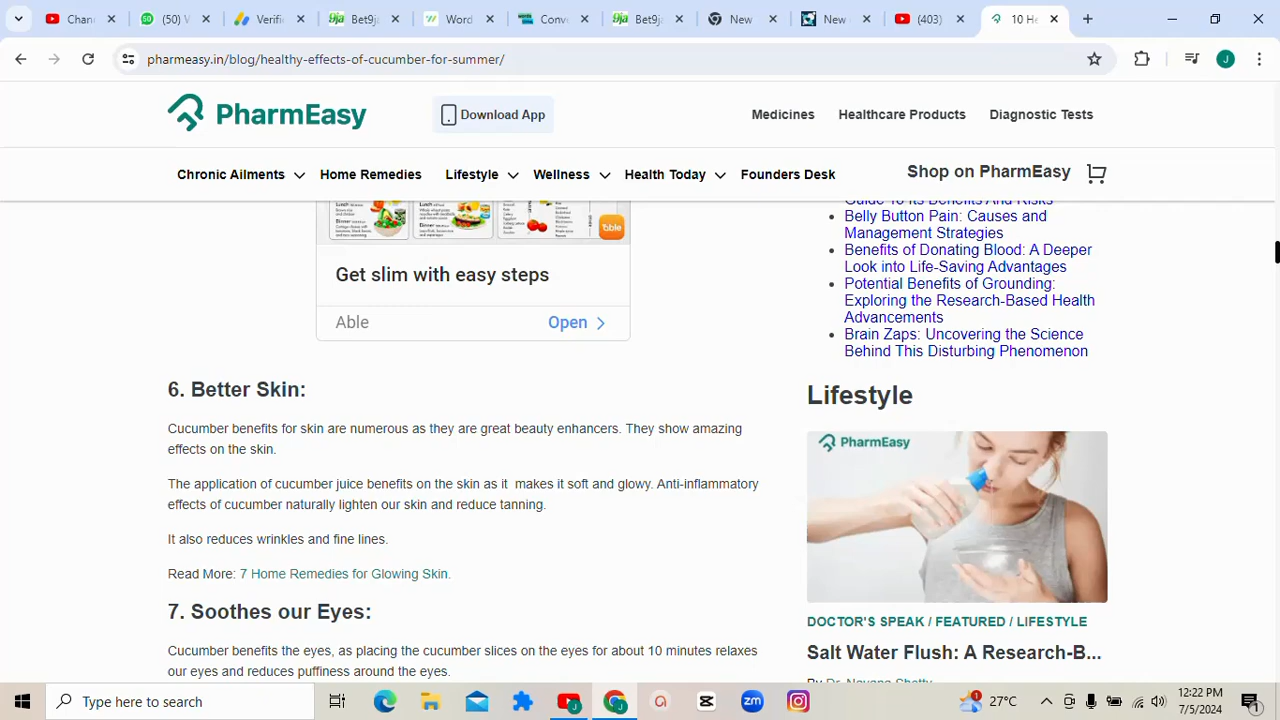 Chan
(50) V
Verifi
Bet9j
Word
Conv
Bet9j
New
New
(403)
10 He
pharmeasy.in/blog/healthy-effects-of-cucumber-for-summer/
J
PharmEasy
Download App
Medicines
Healthcare Products
Diagnostic Tests
Chronic Ailments
Home Remedies
Lifestyle
Wellness
Health Today
Founders Desk
Shop on PharmEasy
Get slim with easy steps
Able
Open
6. Better Skin:
Cucumber benefits for skin are numerous as they are great beauty enhancers. They show amazing
effects on the skin.
The application of cucumber juice benefits on the skin as it makes it soft and glowy. Anti-inflammatory
effects of cucumber naturally lighten our skin and reduce tanning.
It also reduces wrinkles and fine lines.
Read More: 7 Home Remedies for Glowing Skin.
7. Soothes our Eyes:
Cucumber benefits the eyes, as placing the cucumber slices on the eyes for about 10 minutes relaxes
our eyes and reduces puffiness around the eyes.
Guide To Its Benefits And Risks
Belly Button Pain: Causes and
Management Strategies
Benefits of Donating Blood: A Deeper
Look into Life-Saving Advantages
Potential Benefits of Grounding:
Exploring the Research-Based Health
Advancements
Brain Zaps: Uncovering the Science
Behind This Disturbing Phenomenon
Lifestyle
PharmEasy
DOCTOR'S SPEAK / FEATURED / LIFESTYLE
Salt Water Flush: A Research-B...
By Dr. Nayana Shetty
Type here to search
27°C
12:22 PM
7/5/2024